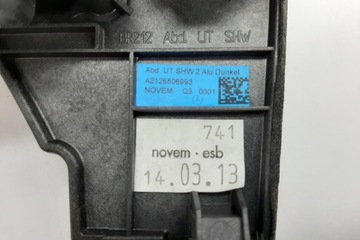 BR212 Abd UT SHW
Abd. UT SHW 2 Alu Dunkel
A2126806993
NOVEM Q3 0001
741
novem · esb
14.03.13